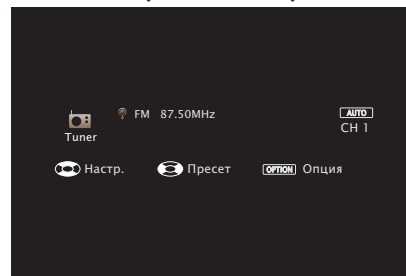 FM 87.50MHz
AUTO
Tuner
CH 1
Настр. Пресет OPTION Опция